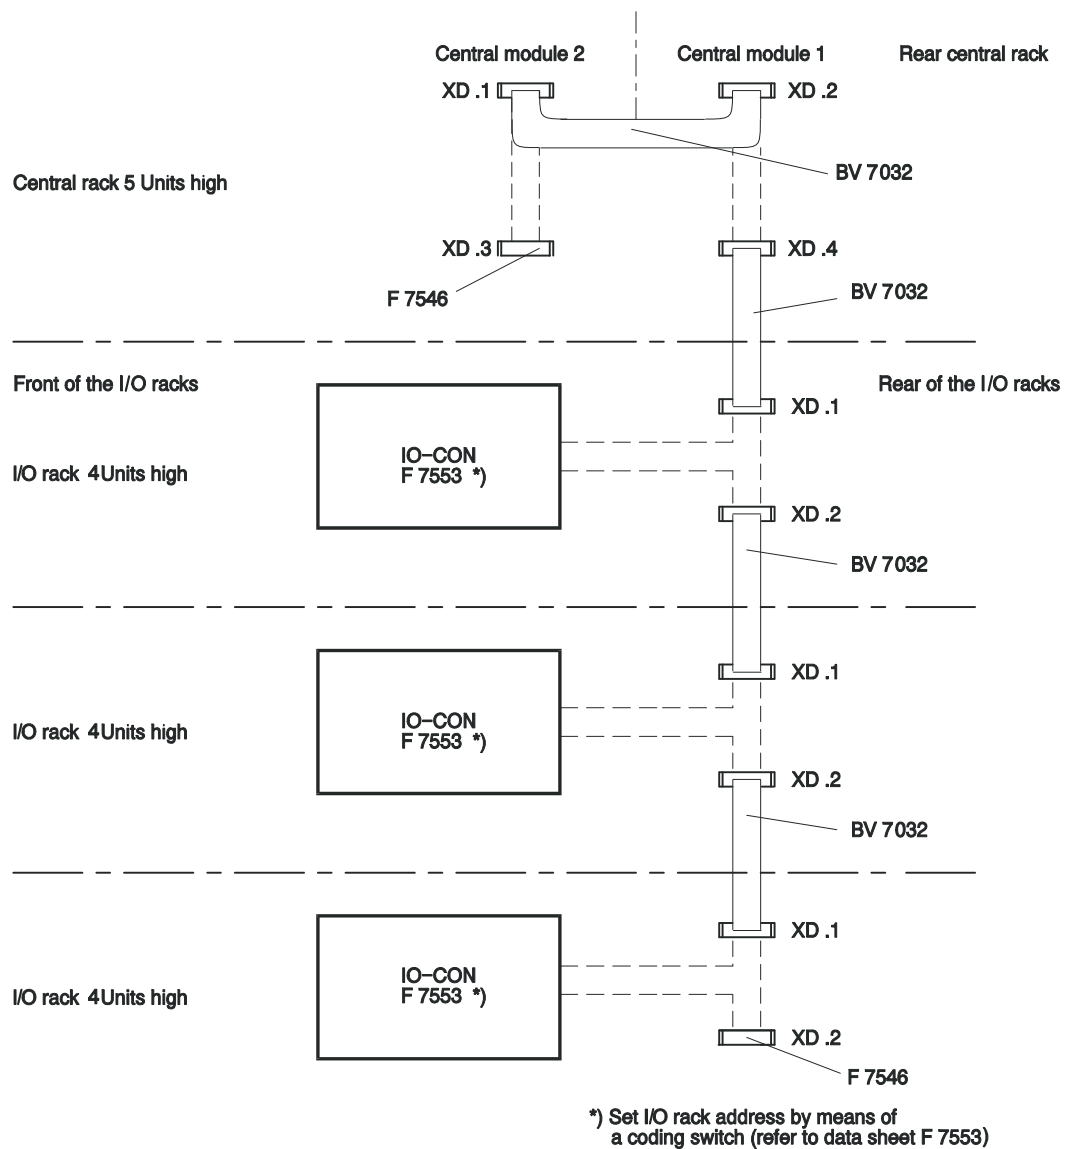 Central module 2
Central module 1
Rear central rack
XD .1
XD .2
BV 7032
Central rack 5 Units high
XD .3
XD .4
F 7546
BV 7032
Front of the I/O racks
Rear of the I/O racks
XD .1
IO-CON
F 7553 *)
I/O rack 4Units high
XD .2
BV 7032
XD .1
IO-CON
F 7553 *)
I/O rack 4Units high
XD .2
BV 7032
XD .1
IO-CON
F 7553 *)
I/O rack 4Units high
XD .2
F 7546
*) Set I/O rack address by means of
a coding switch (refer to data sheet F 7553)